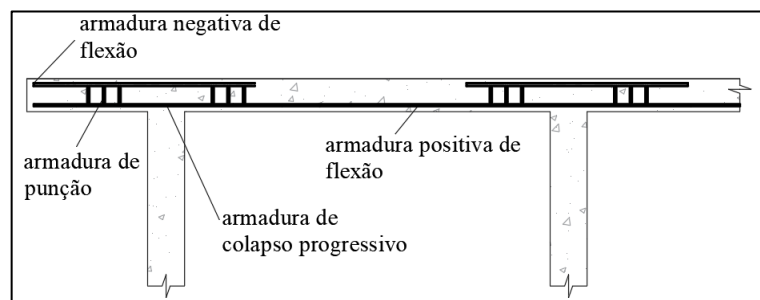 armadura negativa de
flexão
armadura de
punção
armadura positiva de
flexão
armadura de
colapso progressivo